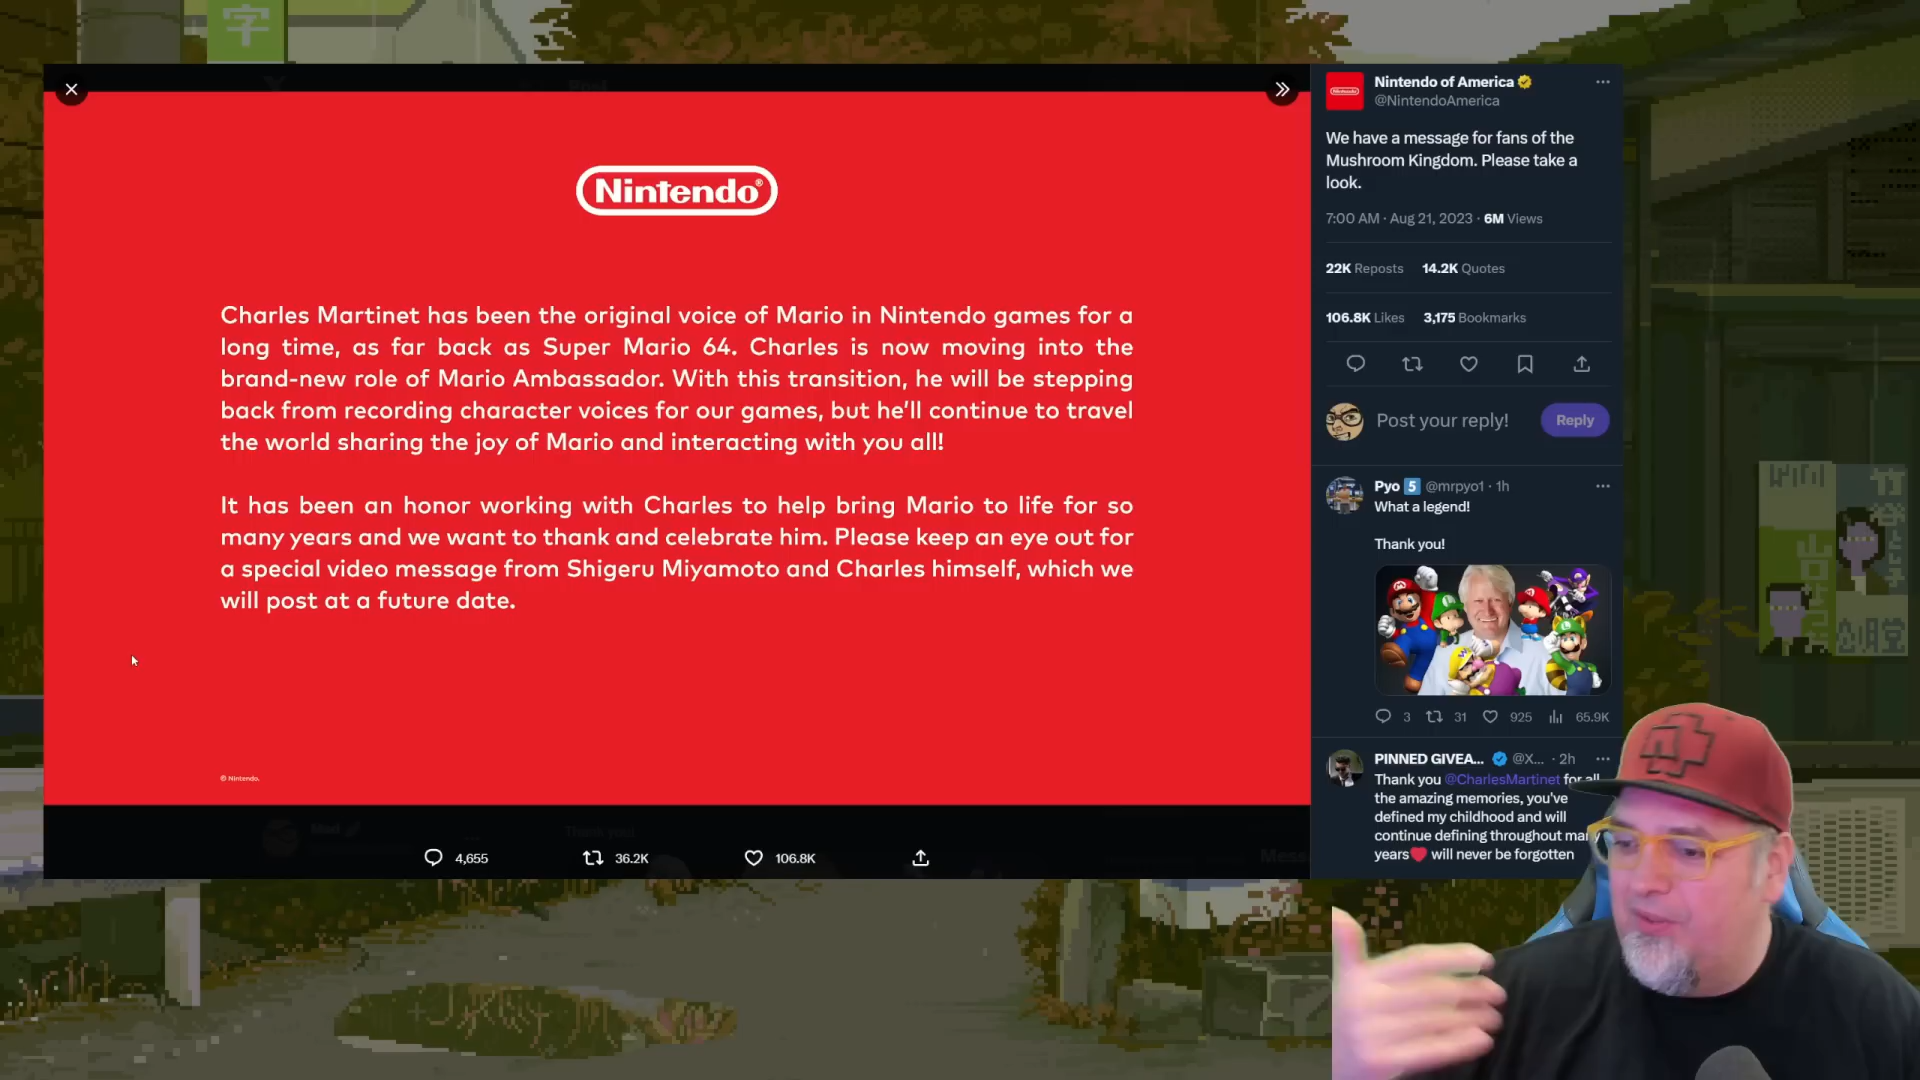 字
Nintendo®
Charles Martinet has been the original voice of Mario in Nintendo games for a
long time, as far back as Super Mario 64. Charles is now moving into the
brand-new role of Mario Ambassador. With this transition, he will be stepping
back from recording character voices for our games, but he'll continue to travel
the world sharing the joy of Mario and interacting with you all!
It has been an honor working with Charles to help bring Mario to life for so
many years and we want to thank and celebrate him. Please keep an eye out for
a special video message from Shigeru Miyamoto and Charles himself, which we
will post at a future date.
© Nintendo.
4,655 36.2K 106.8K
Nintendo of America
@NintendoAmerica
We have a message for fans of the
Mushroom Kingdom. Please take a
look.
7:00 AM · Aug 21, 2023 · 6M Views
22K Reposts 14.2K Quotes
106.8K Likes 3,175 Bookmarks
Post your reply! Reply
Pyo 5 @mrpyo1 · 1h
What a legend!
Thank you!
3 31 925 65.9K
PINNED GIVEA... @X... · 2h
Thank you @CharlesMartinet for all
the amazing memories, you've
defined my childhood and will
continue defining throughout many
years❤️ will never be forgotten